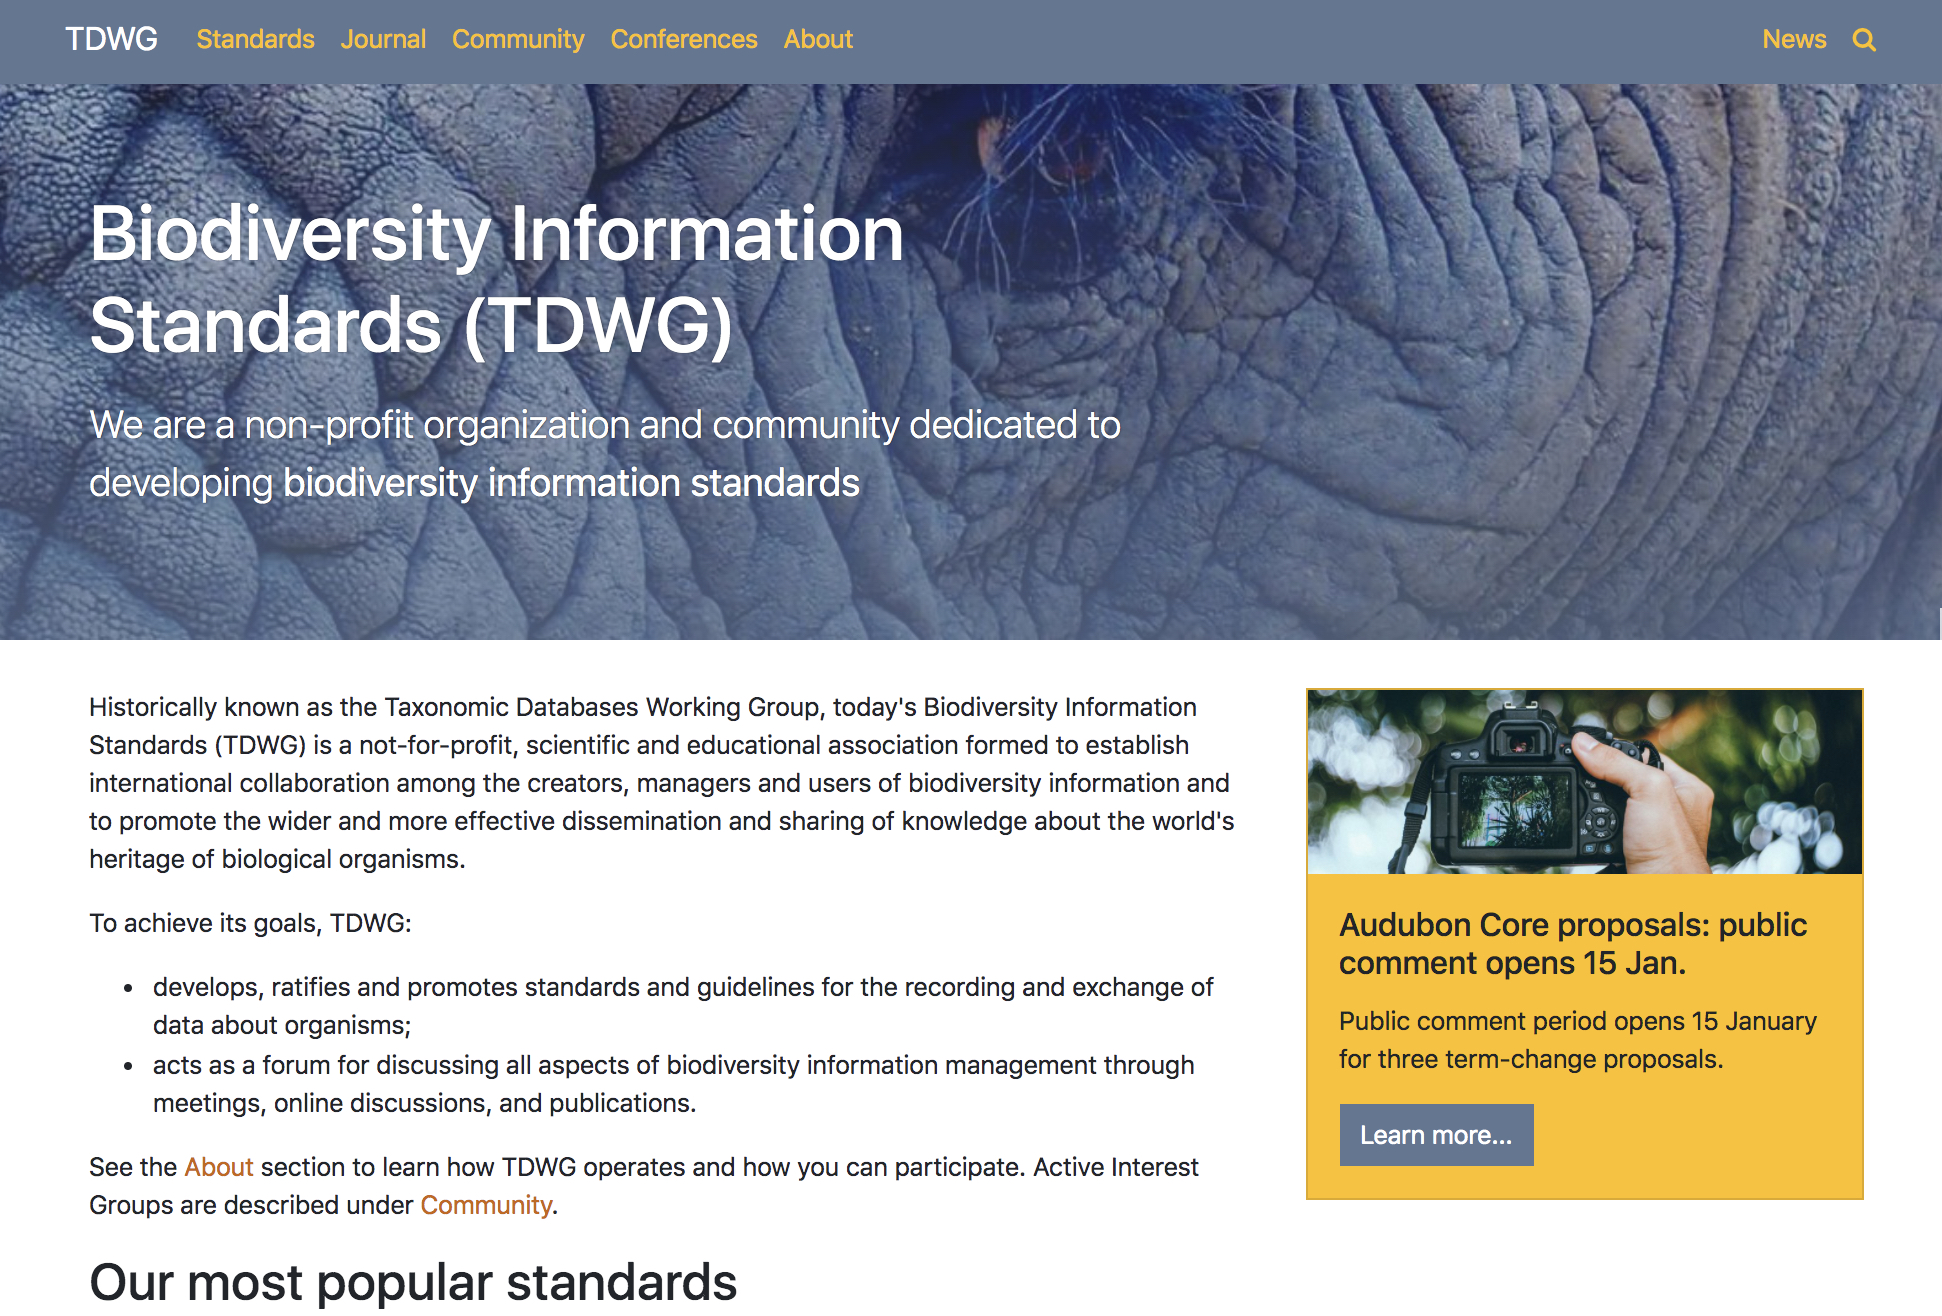 TDWG Standards Journal Community Conferences About News
Biodiversity Information
Standards (TDWG)
We are a non-profit organization and community dedicated to
developing biodiversity information standards
Historically known as the Taxonomic Databases Working Group, today's Biodiversity Information
Standards (TDWG) is a not-for-profit, scientific and educational association formed to establish
international collaboration among the creators, managers and users of biodiversity information and
to promote the wider and more effective dissemination and sharing of knowledge about the world's
heritage of biological organisms.
To achieve its goals, TDWG:
• develops, ratifies and promotes standards and guidelines for the recording and exchange of
data about organisms;
• acts as a forum for discussing all aspects of biodiversity information management through
meetings, online discussions, and publications.
See the About section to learn how TDWG operates and how you can participate. Active Interest
Groups are described under Community.
Our most popular standards
Audubon Core proposals: public
comment opens 15 Jan.
Public comment period opens 15 January
for three term-change proposals.
Learn more...